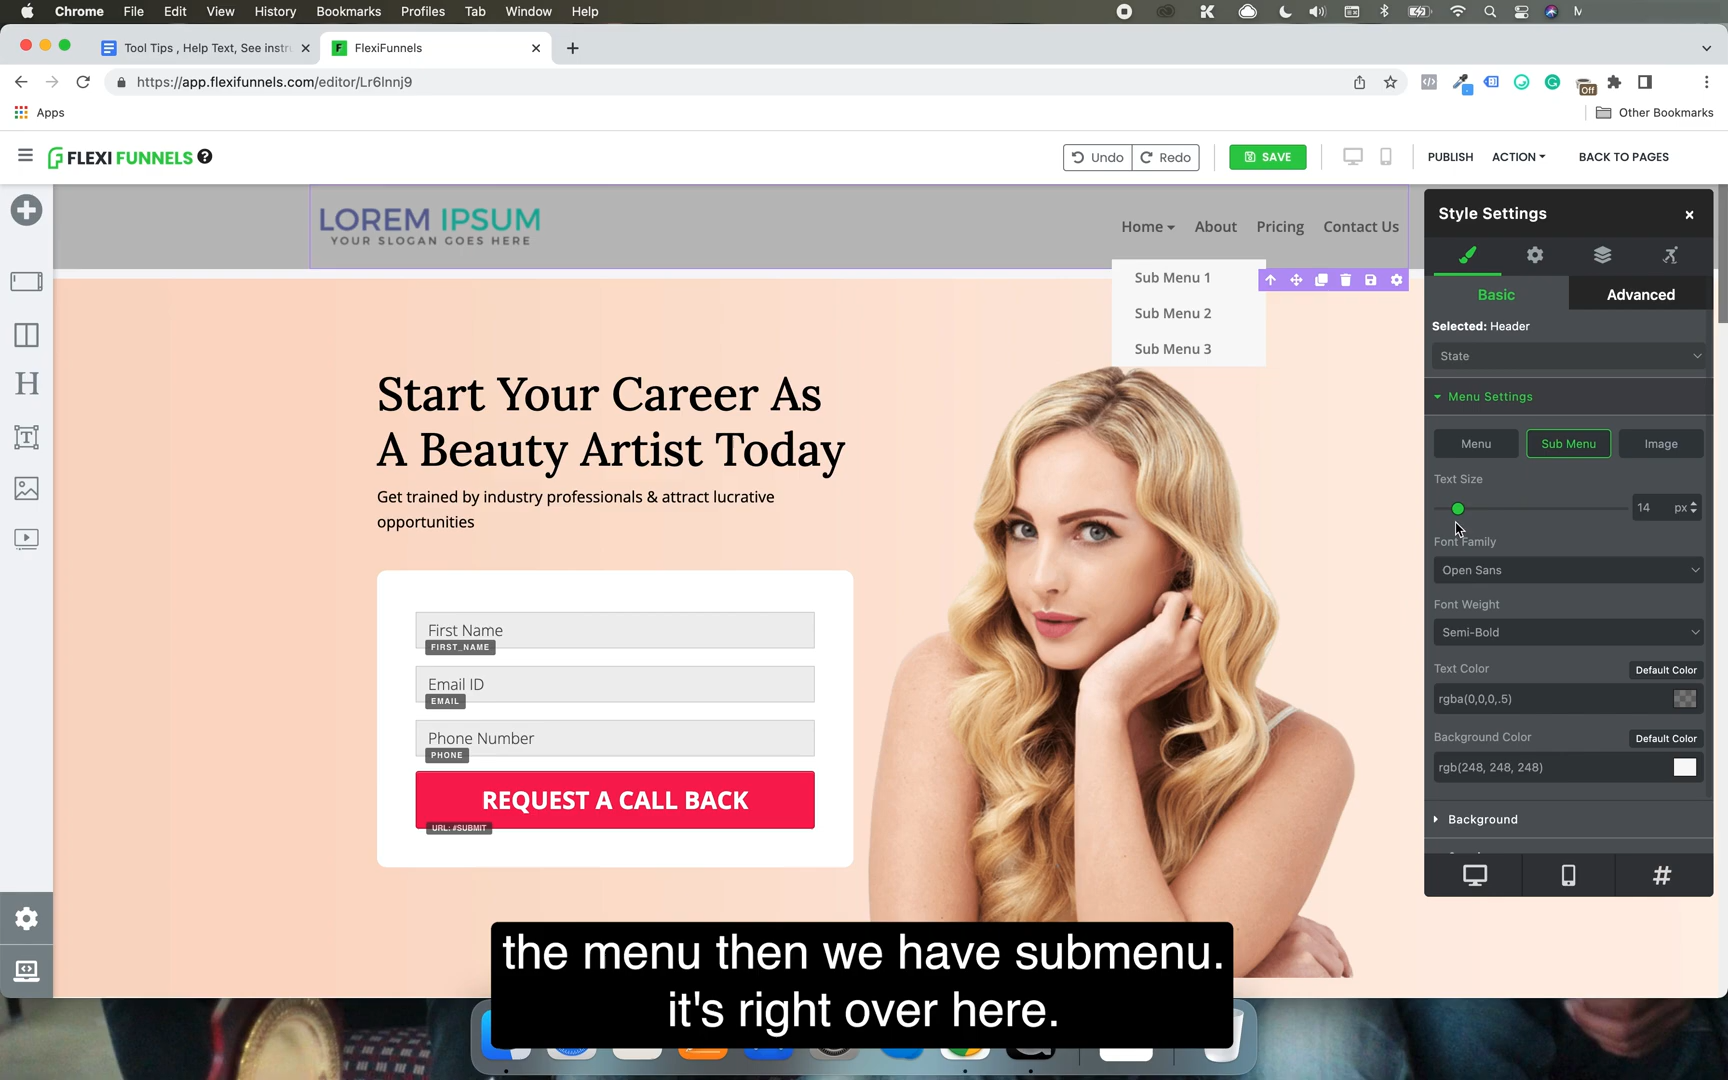 Chrome File Edit View History Bookmarks Profiles Tab Window Help
Tool Tips , Help Text, See instru
FlexiFunnels
https://app.flexifunnels.com/editor/Lr6lnnj9
Off
Apps
Other Bookmarks
FLEXI FUNNELS
Undo Redo
SAVE
PUBLISH ACTION BACK TO PAGES
LOREM IPSUM
YOUR SLOGAN GOES HERE
Home About Pricing Contact Us
Sub Menu 1
Sub Menu 2
Sub Menu 3
Start Your Career As
A Beauty Artist Today
Get trained by industry professionals & attract lucrative
opportunities
First Name
FIRST_NAME
Email ID
EMAIL
Phone Number
PHONE
REQUEST A CALL BACK
URL: #SUBMIT
Style Settings
Basic Advanced
Selected: Header
State
Menu Settings
Menu Sub Menu Image
Text Size
14 px
Font Family
Open Sans
Font Weight
Semi-Bold
Text Color Default Color
rgba(0,0,0,.5)
Background Color Default Color
rgb(248, 248, 248)
Background
the menu then we have submenu.
it's right over here.